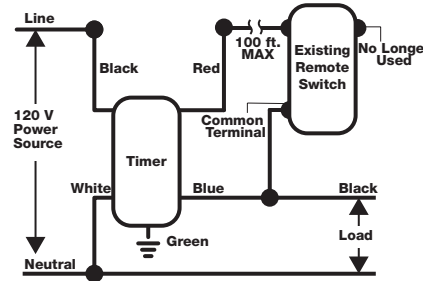 Line
Black
Red
100 ft.
MAX
Existing
Remote
Switch
No Longe
Used
120 V
Power
Source
Common
Terminal
Timer
White
Blue
Black
Green
Load
Neutral